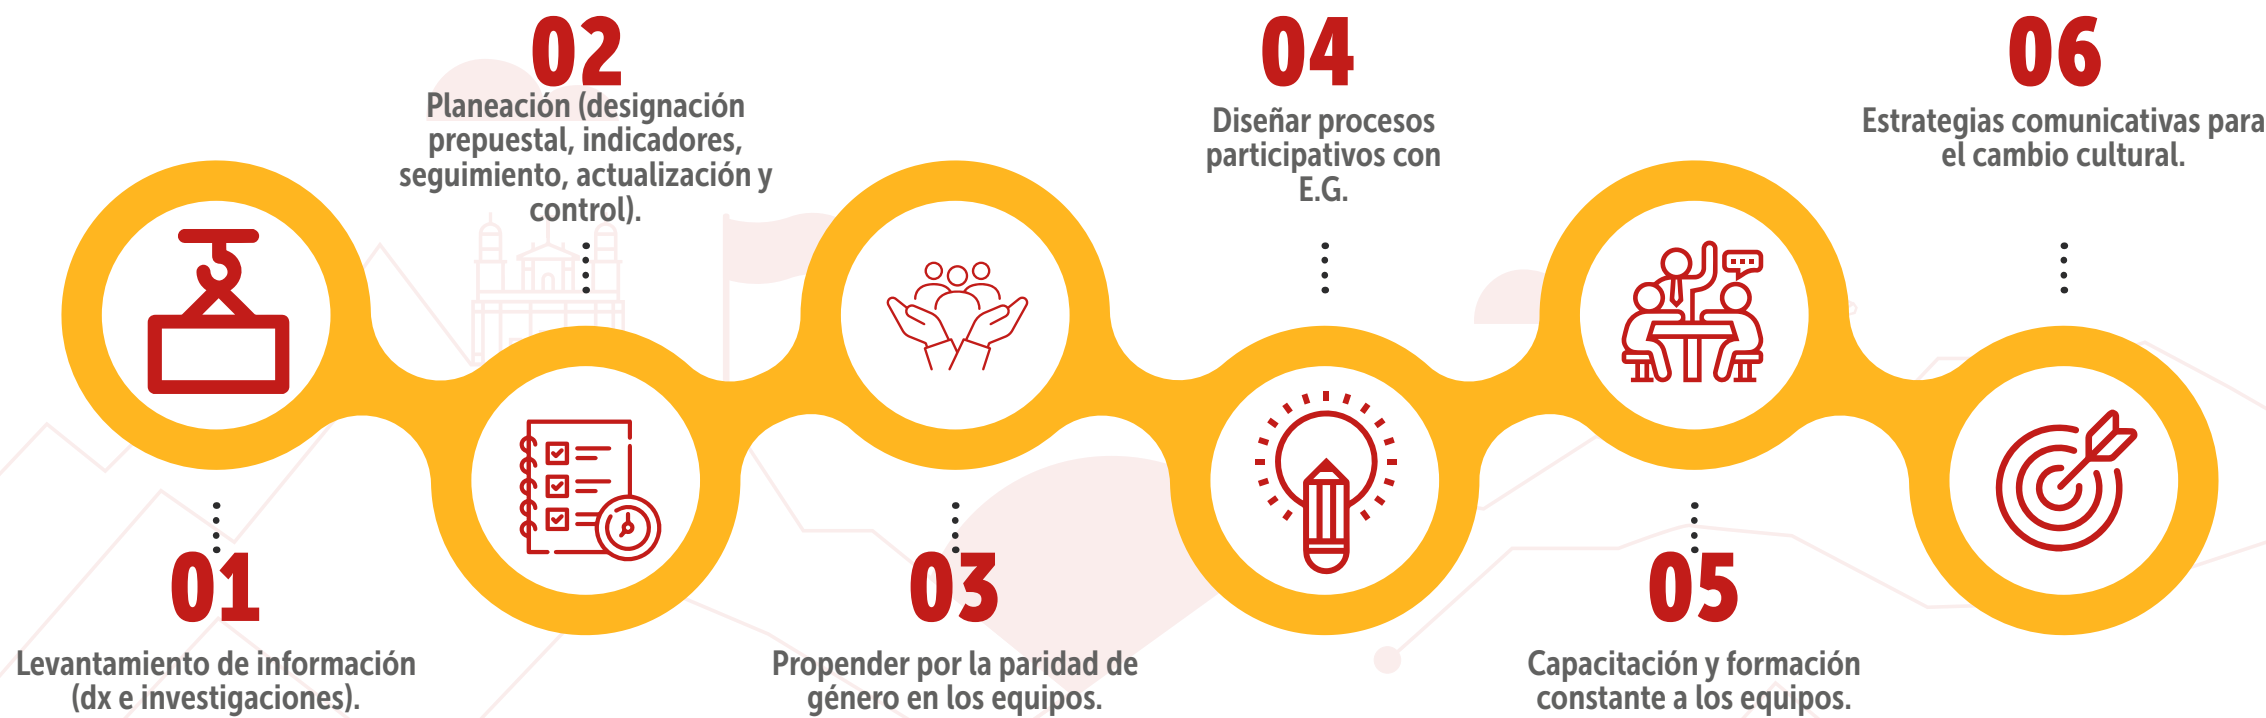 01
Levantamiento de información
(dx e investigaciones).
02
Planeación (designación
prepuestal, indicadores,
seguimiento, actualización y
control).
03
Propender por la paridad de
género en los equipos.
04
Diseñar procesos
participativos con
E.G.
05
Capacitación y formación
constante a los equipos.
06
Estrategias comunicativas para
el cambio cultural.